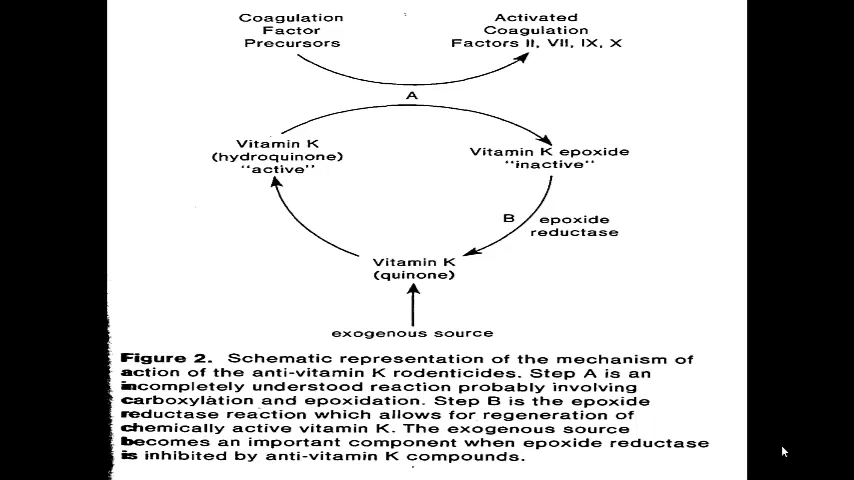 Coagulation
Factor
Precursors
Activated
Coagulation
Factors II, VII, IX, X
A
Vitamin K
(hydroquinone)
"active"
Vitamin K epoxide
"inactive"
B
epoxide
reductase
Vitamin K
(quinone)
exogenous source
Figure 2. Schematic representation of the mechanism of
action of the anti-vitamin K rodenticides. Step A is an
incompletely understood reaction probably involving
carboxylation and epoxidation. Step B is the epoxide
reductase reaction which allows for regeneration of
chemically active vitamin K. The exogenous source
becomes an important component when epoxide reductase
is inhibited by anti-vitamin K compounds.